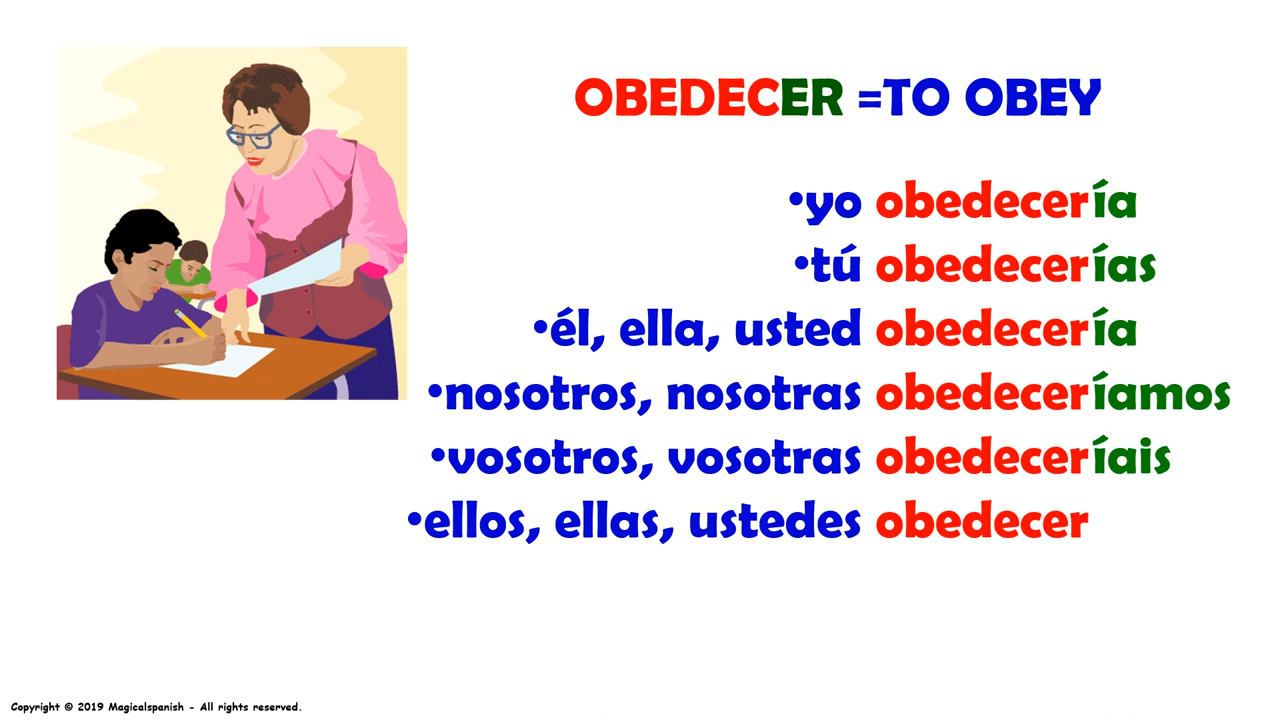 OBEDECER =TO OBEY
•yo obedecería
•tú obedecerías
•él, ella, usted obedecería
•nosotros, nosotras obedeceríamos
•vosotros, vosotras obedeceríais
•ellos, ellas, ustedes obedecer
Copyright © 2019 Magicalspanish - All rights reserved.